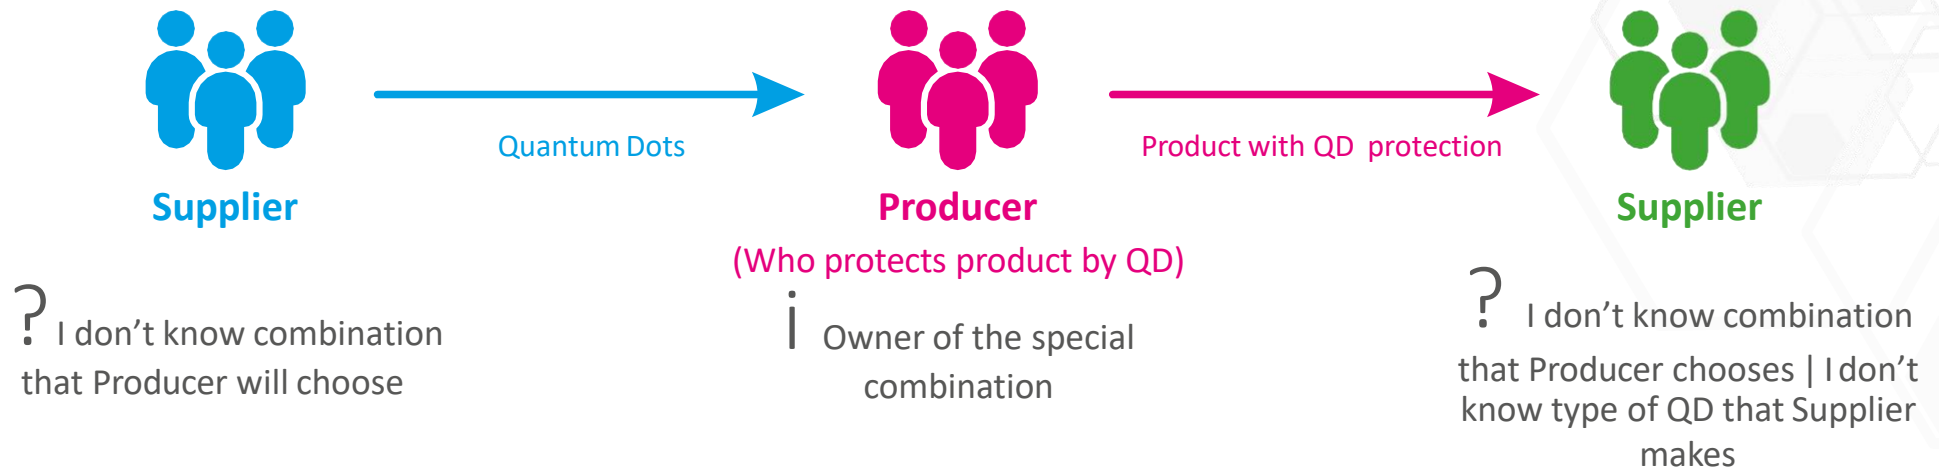 Quantum Dots
Product with QD protection
Supplier
Producer
Supplier
(Who protects product by QD)
? I don’t know combination
that Producer will choose
i Owner of the special
combination
? I don’t know combination
that Producer chooses | I don’t
know type of QD that Supplier
makes